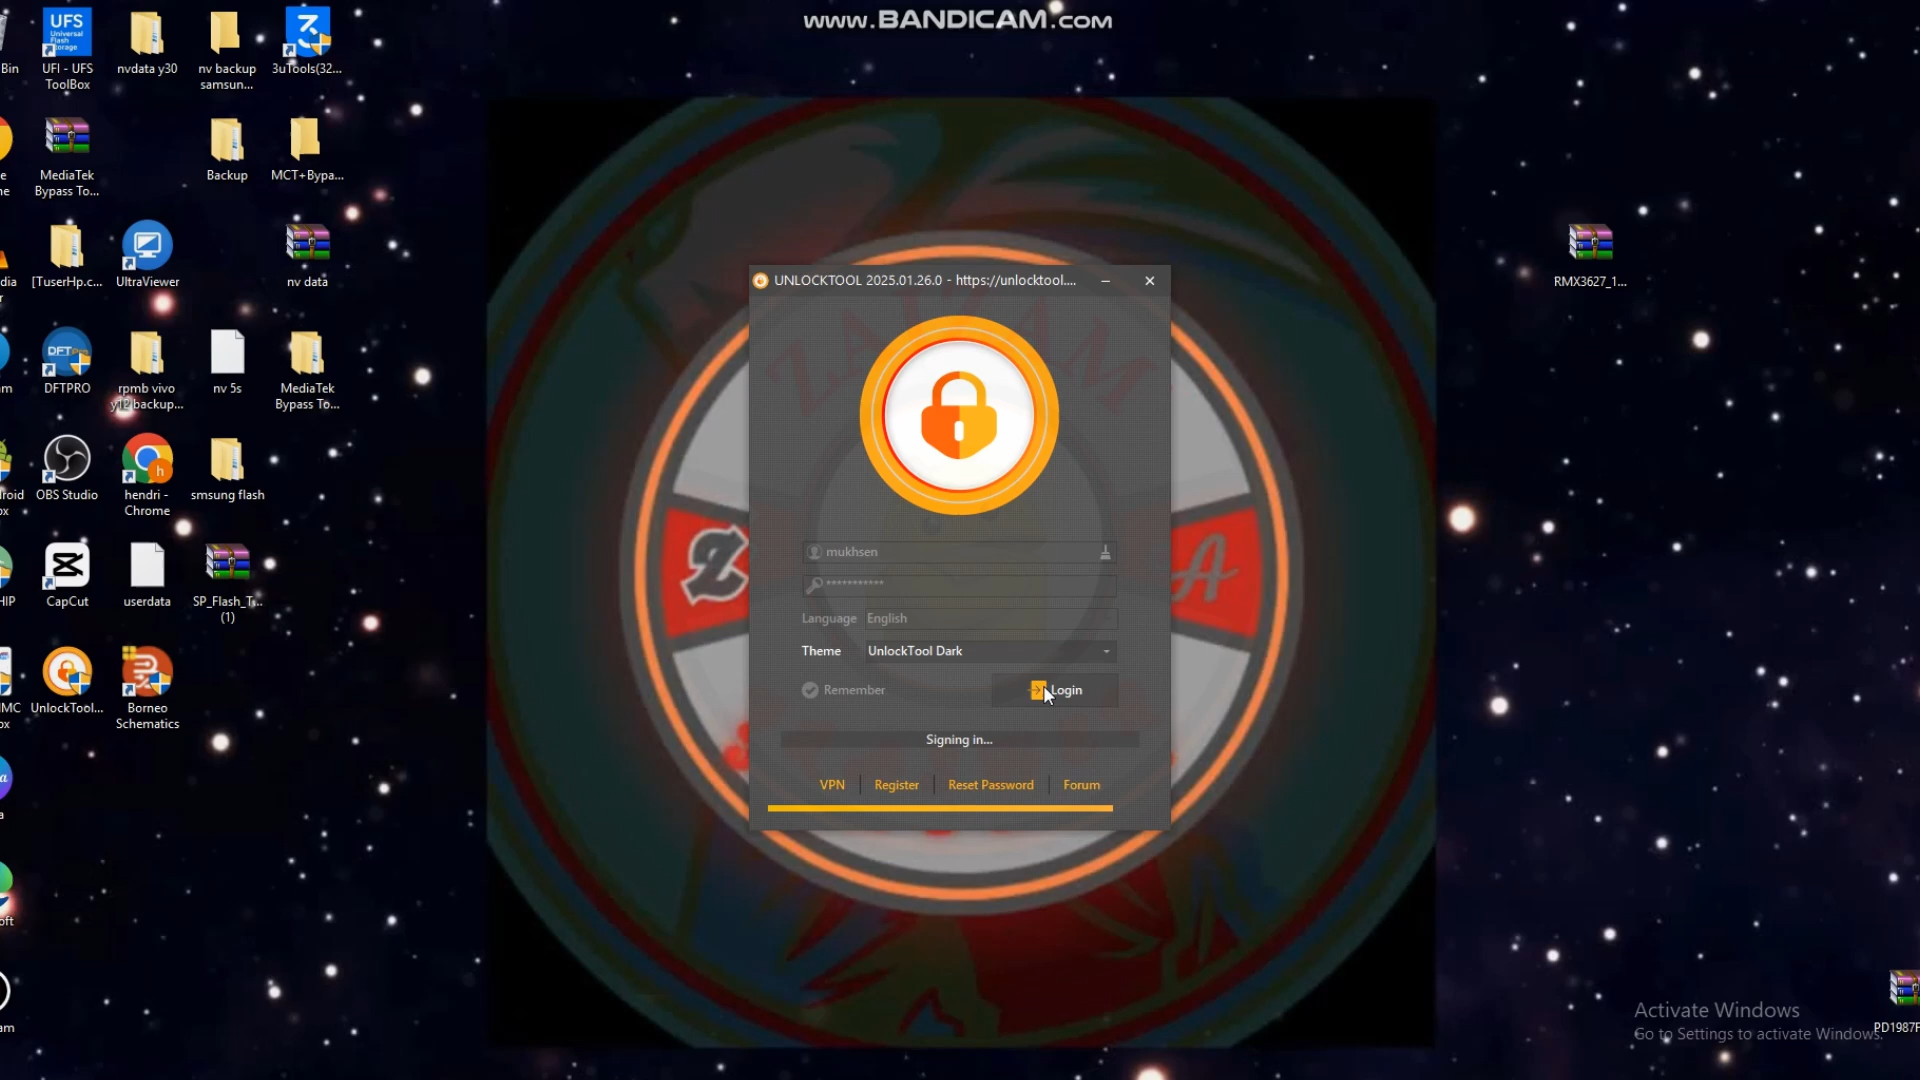 www.BANDICAM.com
Bin
UFS
Universal
Flash
Storage
UFI - UFS
ToolBox
nvdata y30
nv backup
samsun...
3uTools(32...
MediaTek
Bypass To...
Backup
MCT+Bypa...
[TuserHp.c...
UltraViewer
nv data
DFTPRO
rpmb vivo
y12 backup...
nv 5s
MediaTek
Bypass To...
OBS Studio
hendri -
Chrome
smsung flash
CapCut
userdata
SP_Flash_T...
(1)
UnlockTool...
Borneo
Schematics
RMX3627_1...
UNLOCKTOOL 2025.01.26.0 - https://unlocktool....
mukhsen
***********
Language English
Theme UnlockTool Dark
Remember
Login
Signing in...
VPN Register Reset Password Forum
Z
A
Activate Windows
Go to Settings to activate Windows.
PD1987F